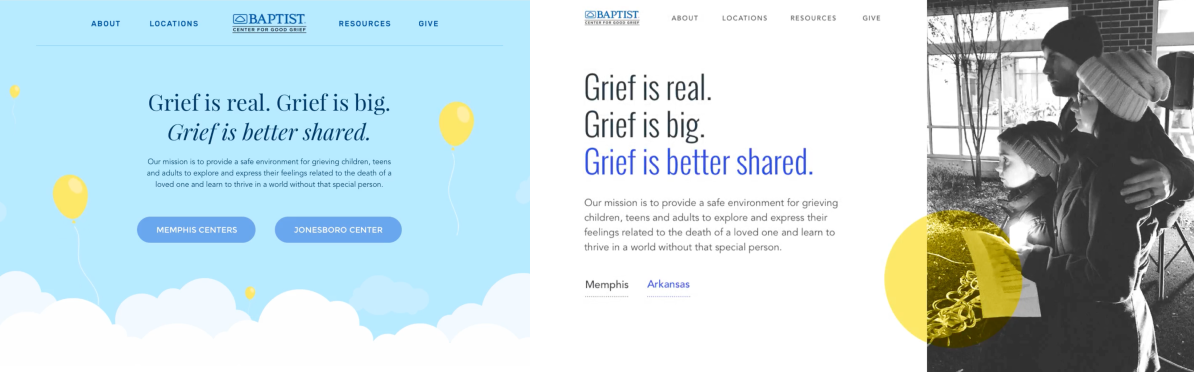 ABOUT LOCATIONS BAPTIST RESOURCES GIVE
CENTER FOR GOOD GRIEF
Grief is real. Grief is big.
Grief is better shared.
Our mission is to provide a safe environment for grieving children, teens
and adults to explore and express their feelings related to the death of a
loved one and learn to thrive in a world without that special person.
MEMPHIS CENTERS JONESBORO CENTER
BAPTIST ABOUT LOCATIONS RESOURCES GIVE
CENTER FOR GOOD GRIEF
Grief is real.
Grief is big.
Grief is better shared.
Our mission is to provide a safe environment for grieving
children, teens and adults to explore and express their
feelings related to the death of a loved one and learn to
thrive in a world without that special person.
Memphis Arkansas